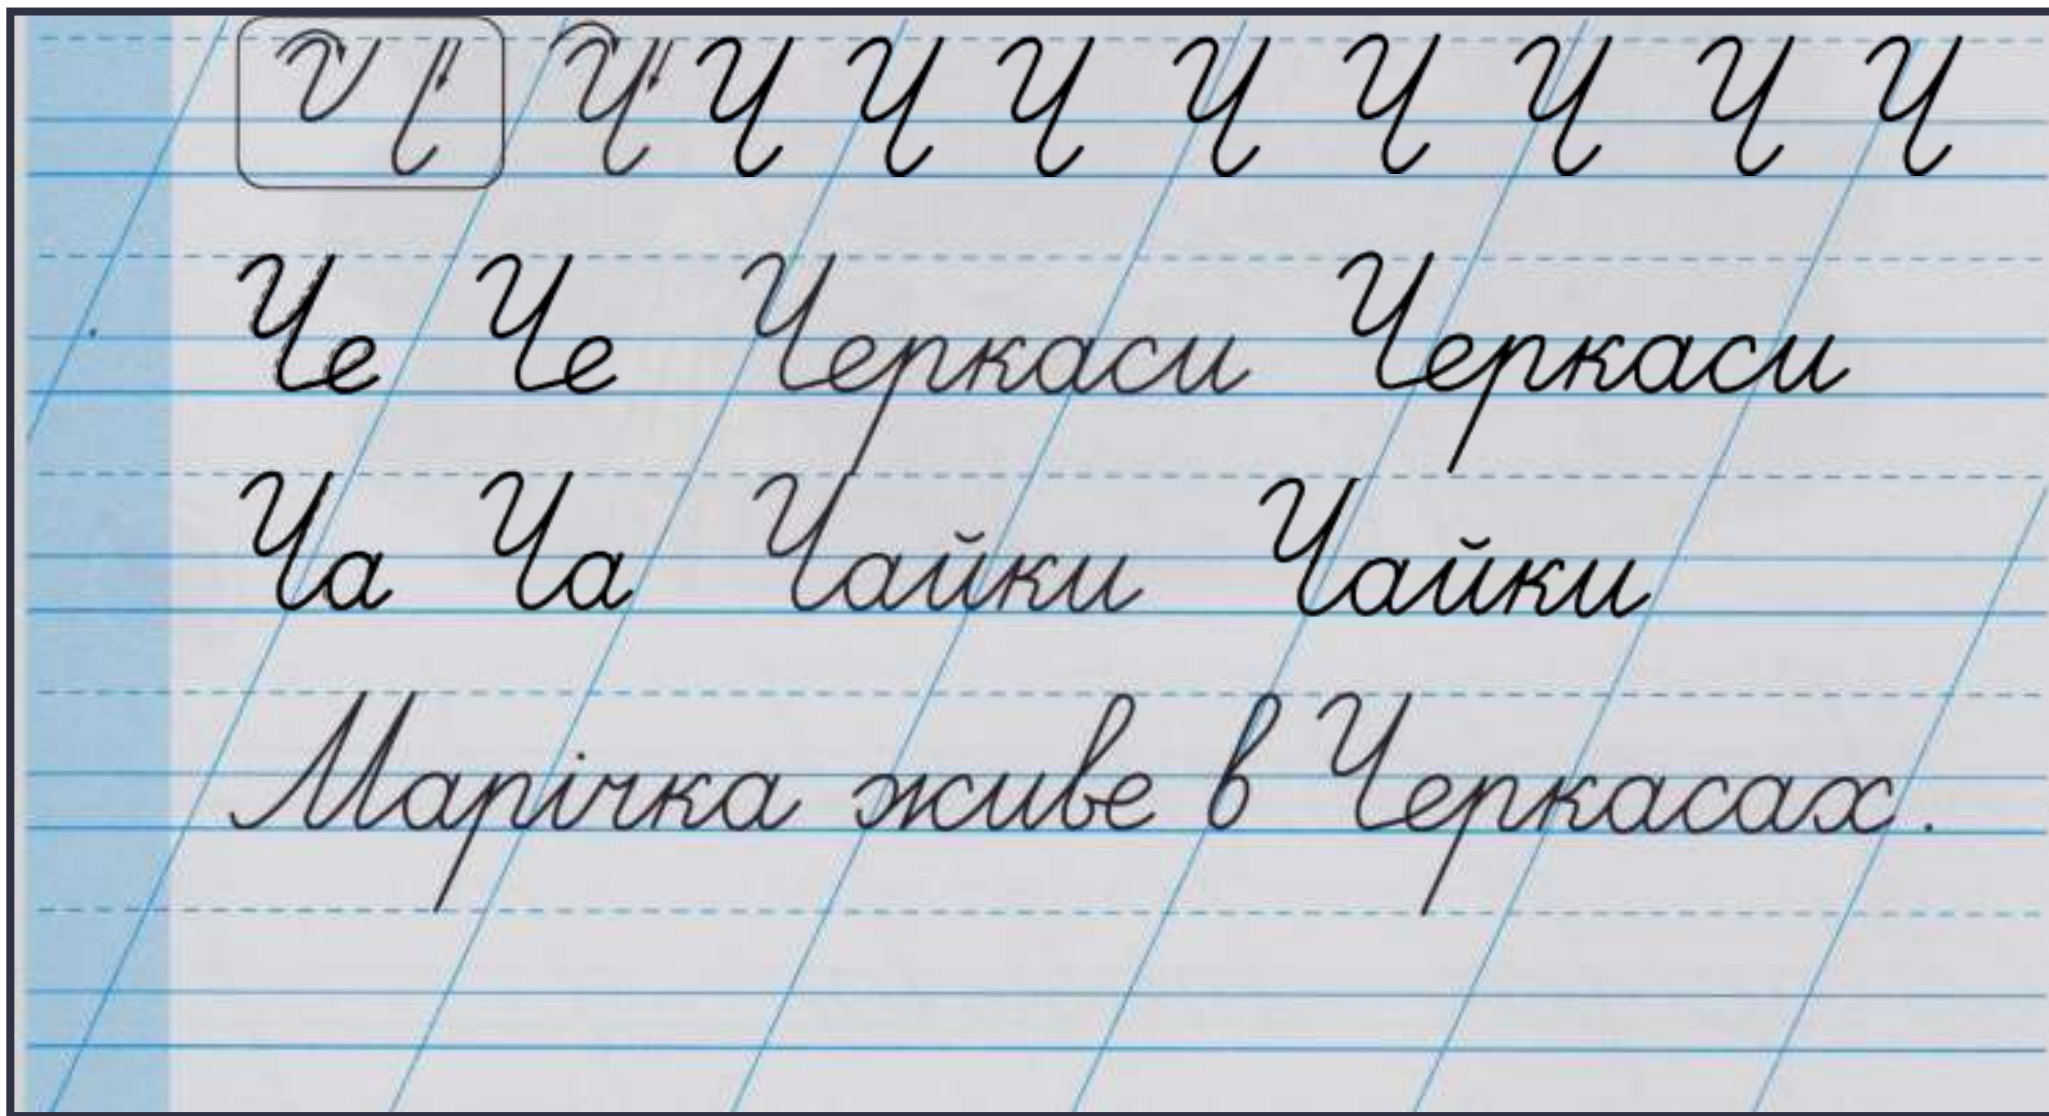 Ч Ч Ч Ч Ч Ч Ч Ч Ч
Че Че Черкаси Черкаси
Ча Ча Чайки Чайки
Марічка живе в Черкасах.